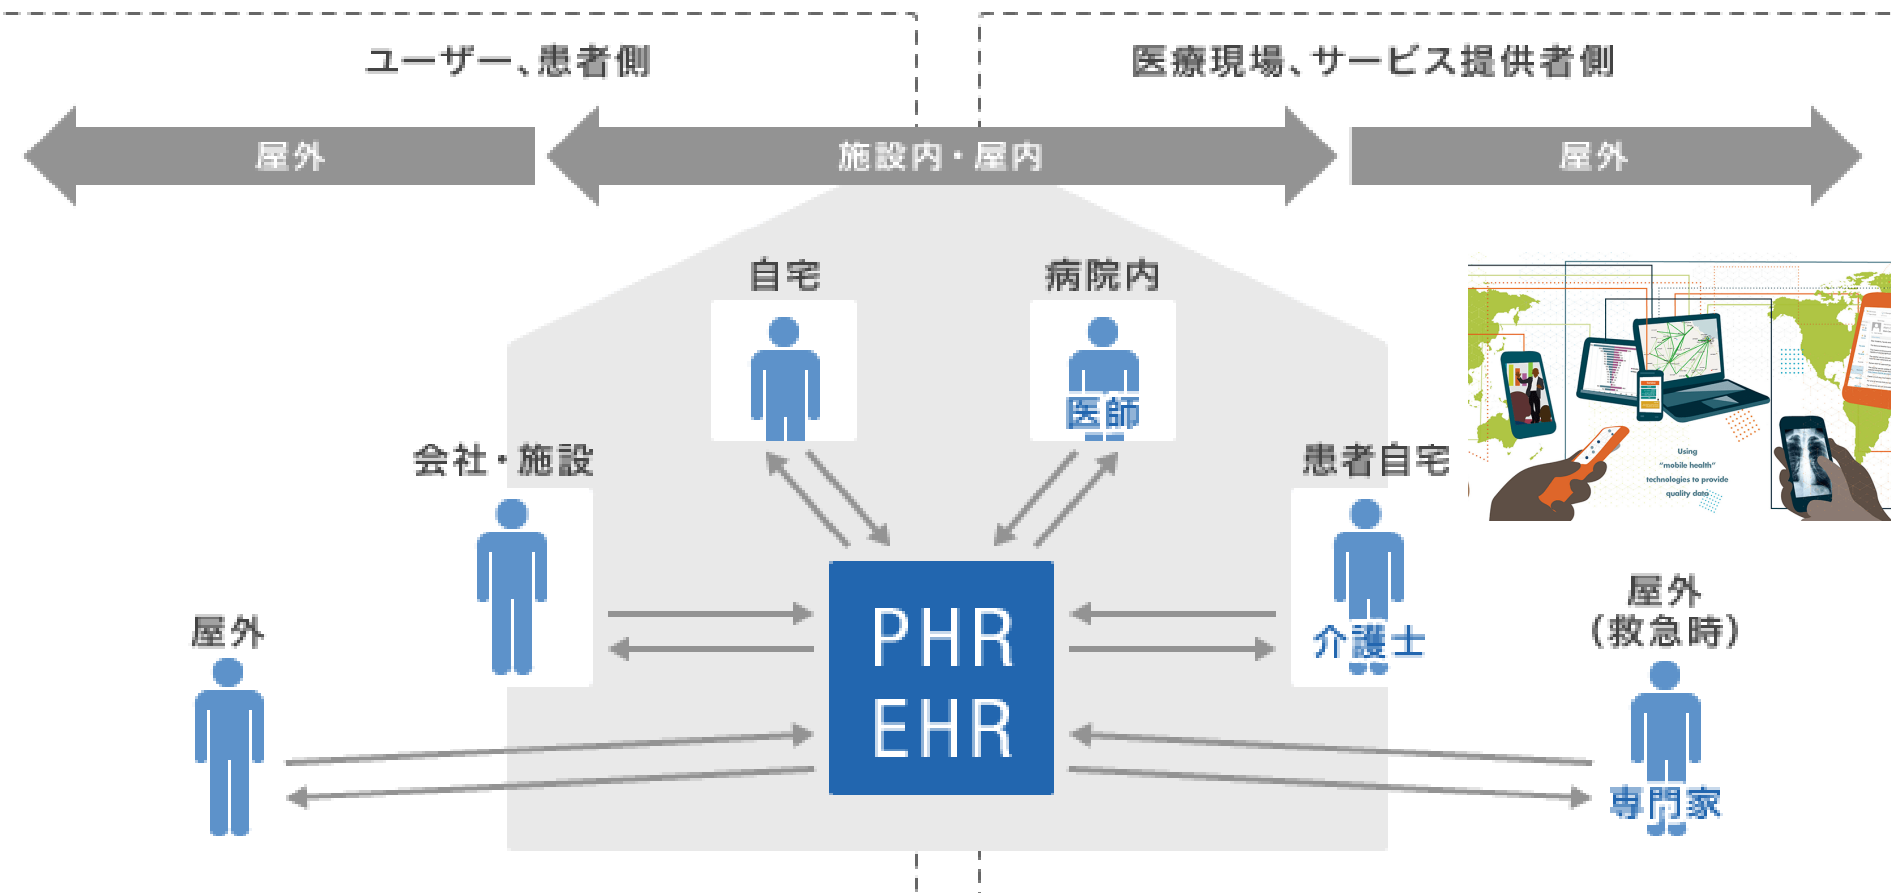 ユーザー、患者側
医療現場、サービス提供者側
屋外
施設内・屋内
屋外
自宅
病院内
医師
会社・施設
患者自宅
介護士
Using
“mobile health”
technologies to provide
quality data
屋外
屋外
(救急時)
専門家
PHR
EHR